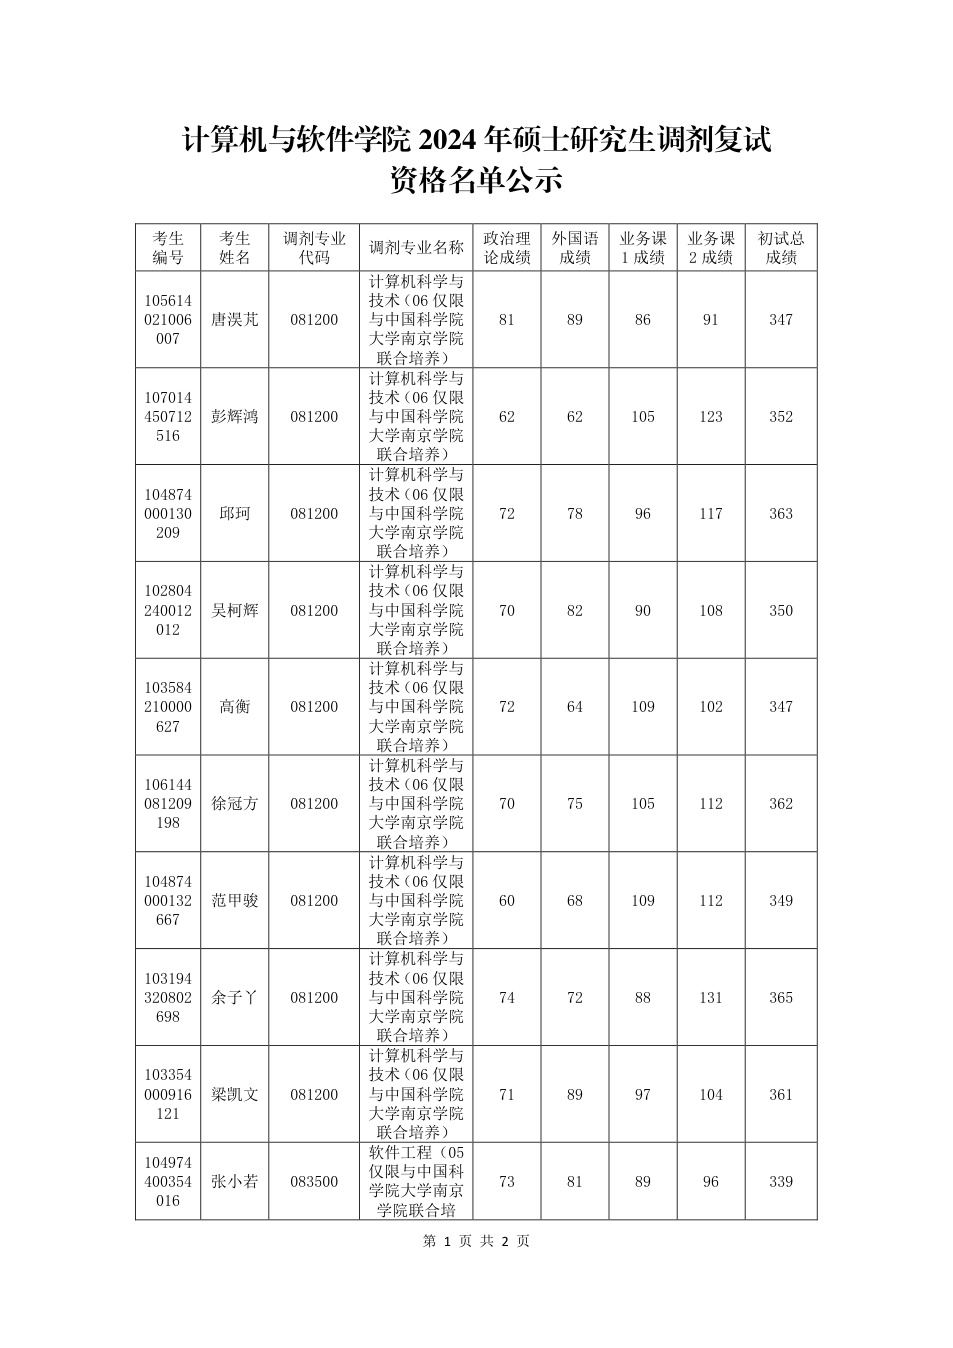 计算机与软件学院 2024 年硕士研究生调剂复试
资格名单公示
考生
编号
考生
姓名
调剂专业
代码
调剂专业名称
政治理
论成绩
外国语
成绩
业务课
1 成绩
业务课
2 成绩
初试总
成绩
105614
021006
007
唐淏芃
081200
计算机科学与
技术（06 仅限
与中国科学院
大学南京学院
联合培养）
81
89
86
91
347
107014
450712
516
彭辉鸿
081200
计算机科学与
技术（06 仅限
与中国科学院
大学南京学院
联合培养）
62
62
105
123
352
104874
000130
209
邱珂
081200
计算机科学与
技术（06 仅限
与中国科学院
大学南京学院
联合培养）
72
78
96
117
363
102804
240012
012
吴柯辉
081200
计算机科学与
技术（06 仅限
与中国科学院
大学南京学院
联合培养）
70
82
90
108
350
103584
210000
627
高衡
081200
计算机科学与
技术（06 仅限
与中国科学院
大学南京学院
联合培养）
72
64
109
102
347
106144
081209
198
徐冠方
081200
计算机科学与
技术（06 仅限
与中国科学院
大学南京学院
联合培养）
70
75
105
112
362
104874
000132
667
范甲骏
081200
计算机科学与
技术（06 仅限
与中国科学院
大学南京学院
联合培养）
60
68
109
112
349
103194
320802
698
余子丫
081200
计算机科学与
技术（06 仅限
与中国科学院
大学南京学院
联合培养）
74
72
88
131
365
103354
000916
121
梁凯文
081200
计算机科学与
技术（06 仅限
与中国科学院
大学南京学院
联合培养）
71
89
97
104
361
104974
400354
016
张小若
083500
软件工程（05
仅限与中国科
学院大学南京
学院联合培
73
81
89
96
339
第 1 页 共 2 页